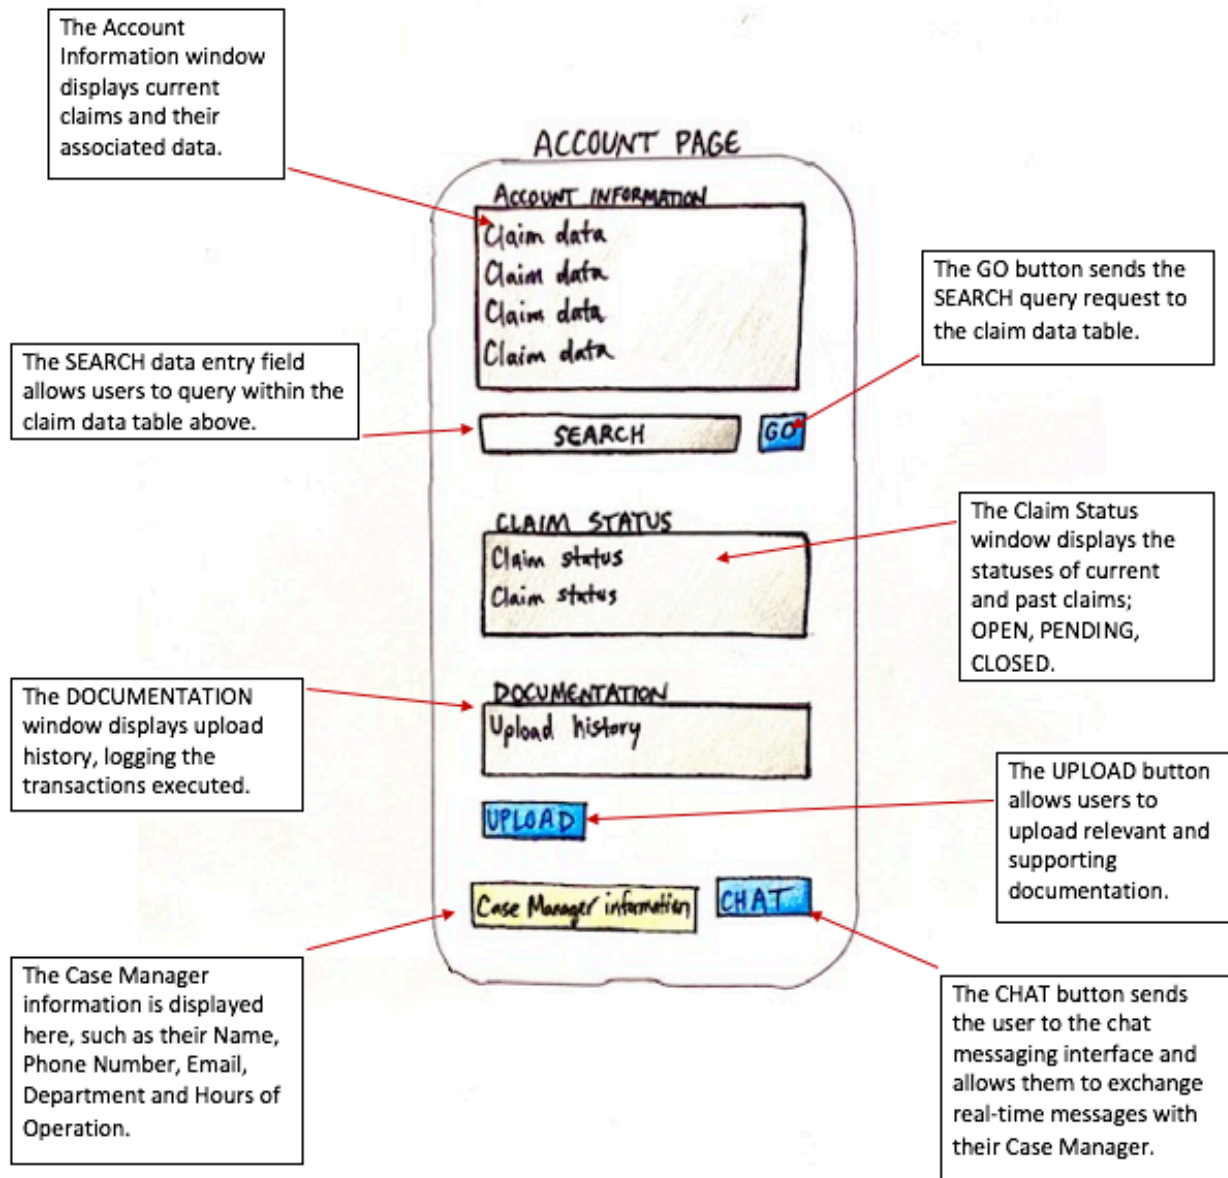 The Account
Information window
displays current
claims and their
associated data.
ACCOUNT PAGE
ACCOUNT INFORMATION
Claim data
Claim data
Claim data
Claim data
The GO button sends the
SEARCH query request to
the claim data table.
The SEARCH data entry field
allows users to query within the
claim data table above.
SEARCH
GO
CLAIM STATUS
Claim status
Claim status
The Claim Status
window displays the
statuses of current
and past claims;
OPEN, PENDING,
CLOSED.
The DOCUMENTATION
window displays upload
history, logging the
transactions executed.
DOCUMENTATION
Upload history
UPLOAD
The UPLOAD button
allows users to
upload relevant and
supporting
documentation.
Case Manager information
CHAT
The Case Manager
information is displayed
here, such as their Name,
Phone Number, Email,
Department and Hours of
Operation.
The CHAT button sends
the user to the chat
messaging interface and
allows them to exchange
real-time messages with
their Case Manager.